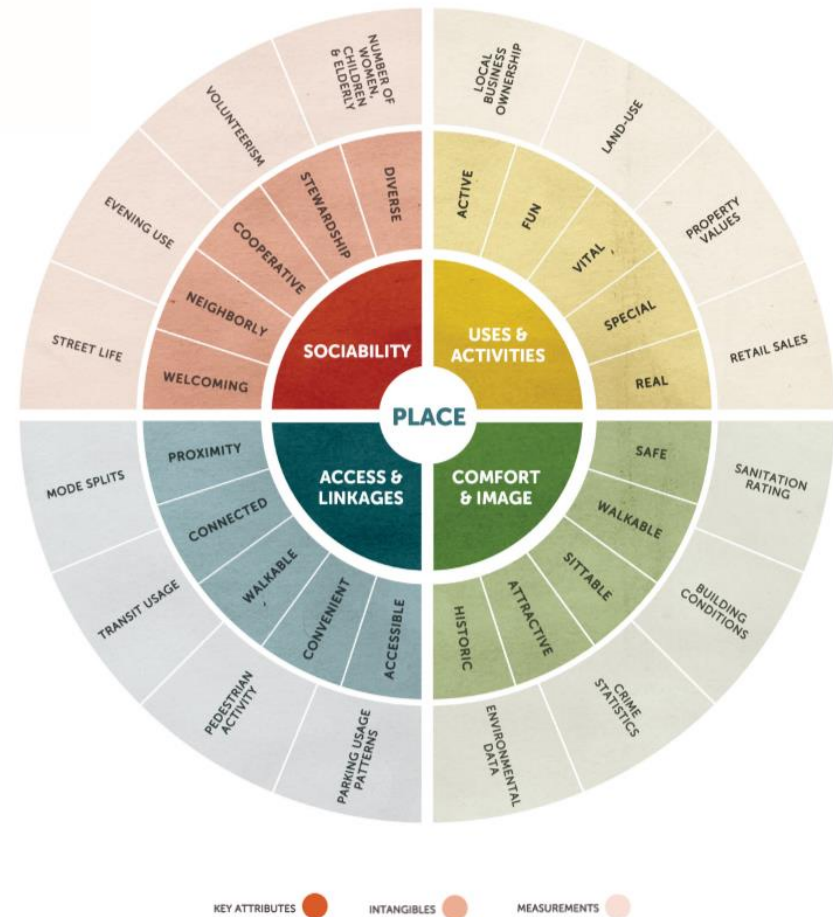 NUMBER OF
WOMEN,
CHILDREN
& ELDERLY
VOLUNTEERISM
EVENING USE
STREET LIFE
DIVERSE
STEWARDSHIP
COOPERATIVE
NEIGHBORLY
WELCOMING
SOCIABILITY
LOCAL
BUSINESS
OWNERSHIP
LAND-USE
PROPERTY
VALUES
RETAIL SALES
ACTIVE
FUN
VITAL
SPECIAL
REAL
USES &
ACTIVITIES
PLACE
ACCESS &
LINKAGES
PROXIMITY
CONNECTED
WALKABLE
CONVENIENT
ACCESSIBLE
MODE SPLITS
TRANSIT USAGE
PEDESTRIAN
ACTIVITY
PARKING USAGE
PATTERNS
COMFORT
& IMAGE
SAFE
WALKABLE
SITTABLE
ATTRACTIVE
HISTORIC
SANITATION
RATING
BUILDING
CONDITIONS
CRIME
STATISTICS
ENVIRONMENTAL
DATA
KEY ATTRIBUTES
INTANGIBLES
MEASUREMENTS